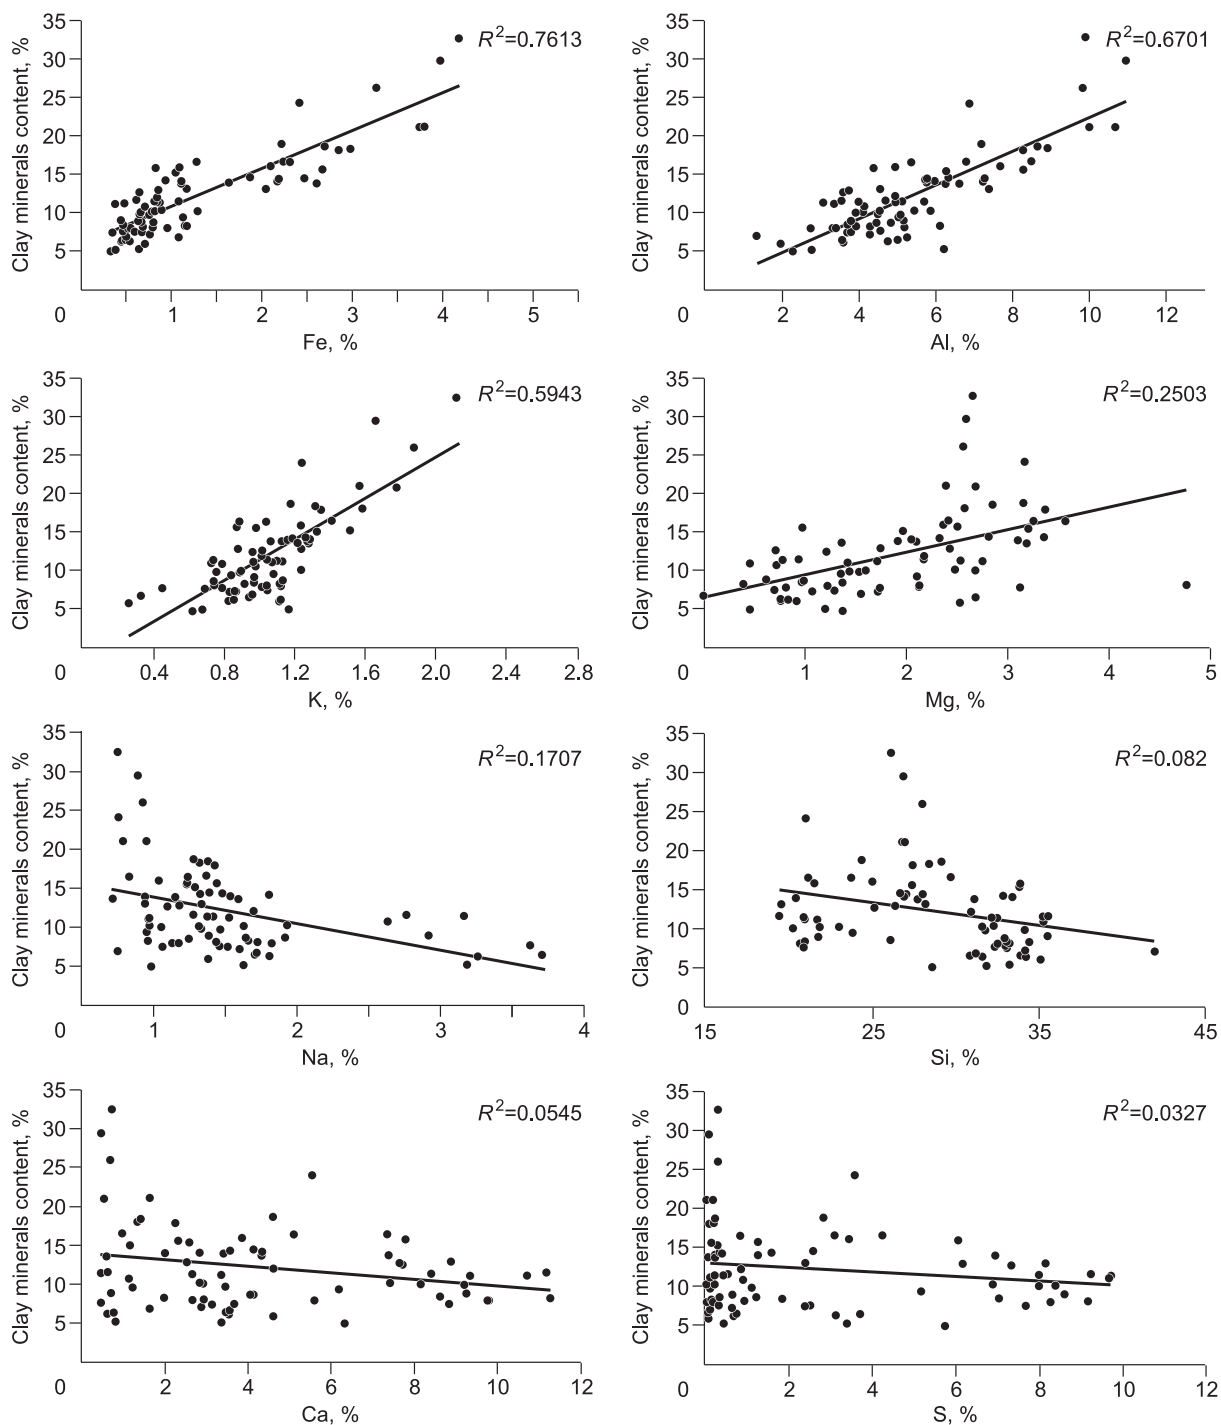 35
30
25
20
15
10
5
0
Clay minerals content, %
R²=0.7613
1 2 3 4 5
Fe, %
35
30
25
20
15
10
5
0
Clay minerals content, %
R²=0.6701
2 4 6 8 10 12
Al, %
35
30
25
20
15
10
5
0
Clay minerals content, %
R²=0.5943
0.4 0.8 1.2 1.6 2.0 2.6 2.8
K, %
35
30
25
20
15
10
5
0
Clay minerals content, %
R²=0.2503
1 2 3 4 5
Mg, %
35
30
25
20
15
10
5
0
Clay minerals content, %
R²=0.1707
1 2 3 4
Na, %
35
30
25
20
15
10
5
0
Clay minerals content, %
R²=0.082
15 25 35 45
Si, %
35
30
25
20
15
10
5
0
Clay minerals content, %
R²=0.0545
2 4 6 8 10 12
Ca, %
35
30
25
20
15
10
5
0
Clay minerals content, %
R²=0.0327
2 4 6 8 10 12
S, %